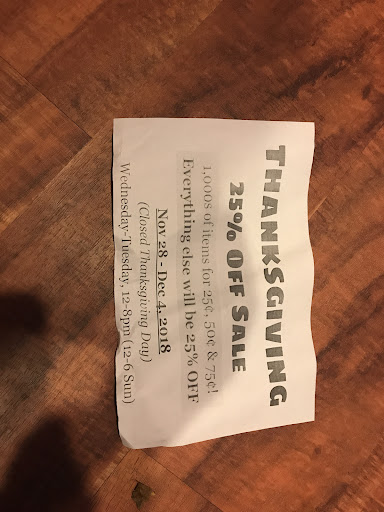 THANKSGIVING
25% OFF SALE
1,000s of items for 25¢, 50¢ & 75¢!
Everything else will be 25% OFF
Nov 28 - Dec 4, 2018
(Closed Thanksgiving Day)
Wednesday-Tuesday, 12-8pm (12-6 Sun)